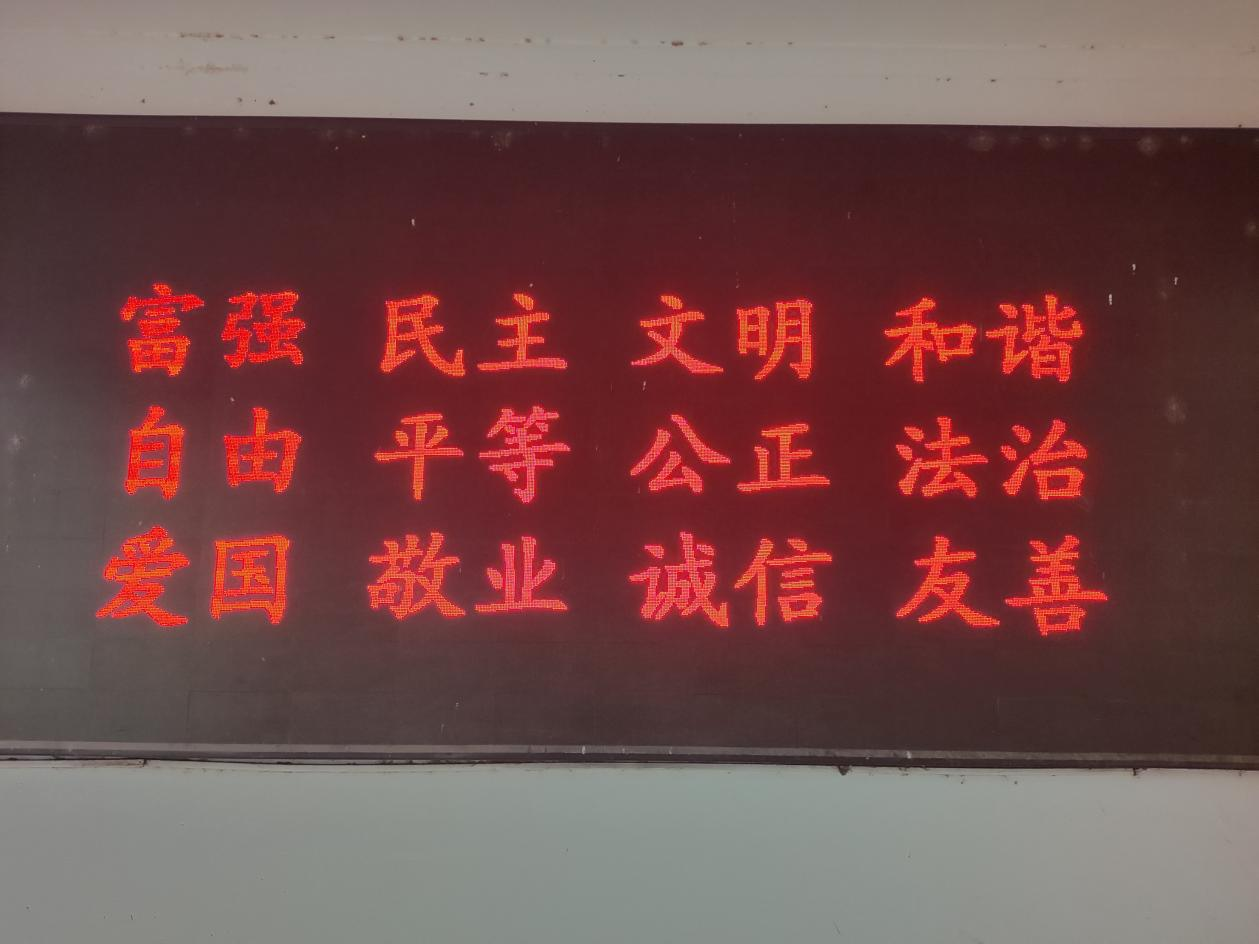 富强 民主 文明 和谐
自由 平等 公正 法治
爱国 敬业 诚信 友善